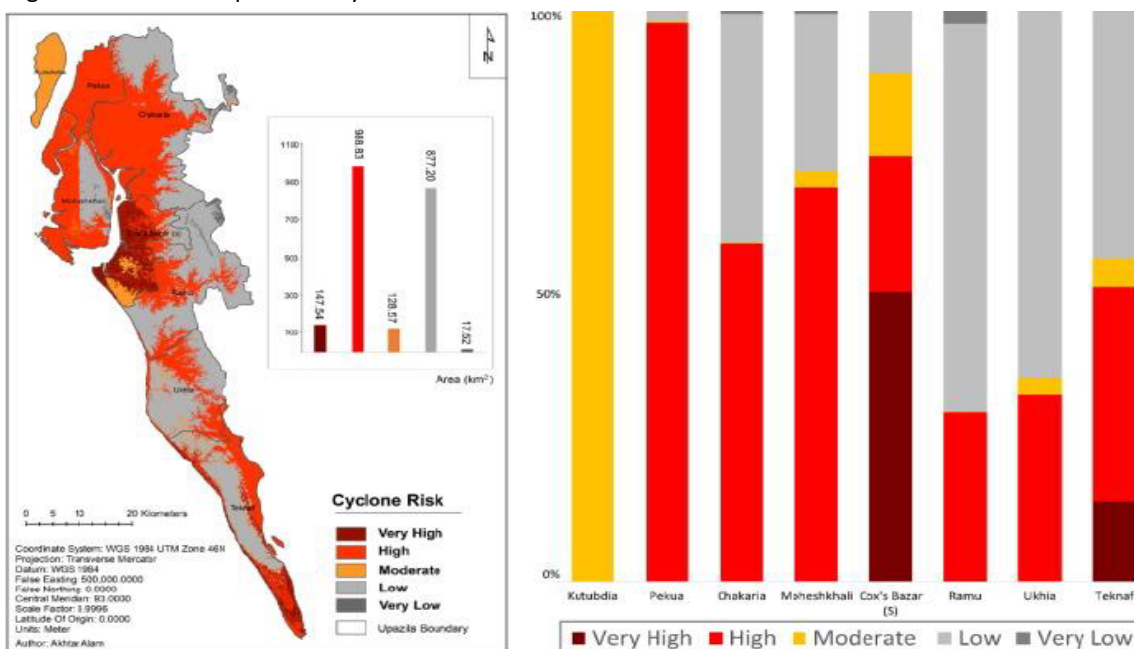 N
Kutubdia
Pekua
Chakaria
Moheshkhali
Ramu
Ukhia
Teknaf
1100
900
700
500
300
100
147.54
988.83
128.57
877.20
17.52
Area (km²)
0 5 10 20 Kilometers
Coordinate System: WGS 1984 UTM Zone 46N
Projection: Transverse Mercator
Datum: WGS 1984
False Easting: 500,000.0000
False Northing: 0.0000
Central Meridian: 93.0000
Scale Factor: 0.9996
Latitude Of Origin: 0.0000
Units: Meter
Author: Akhtar Alam
Cyclone Risk
Very High
High
Moderate
Low
Very Low
Upazila Boundary
100%
50%
0%
Kutubdia Pekua Chakaria Moheshkhali Cox's Bazar (S) Ramu Ukhia Teknaf
Very High High Moderate Low Very Low